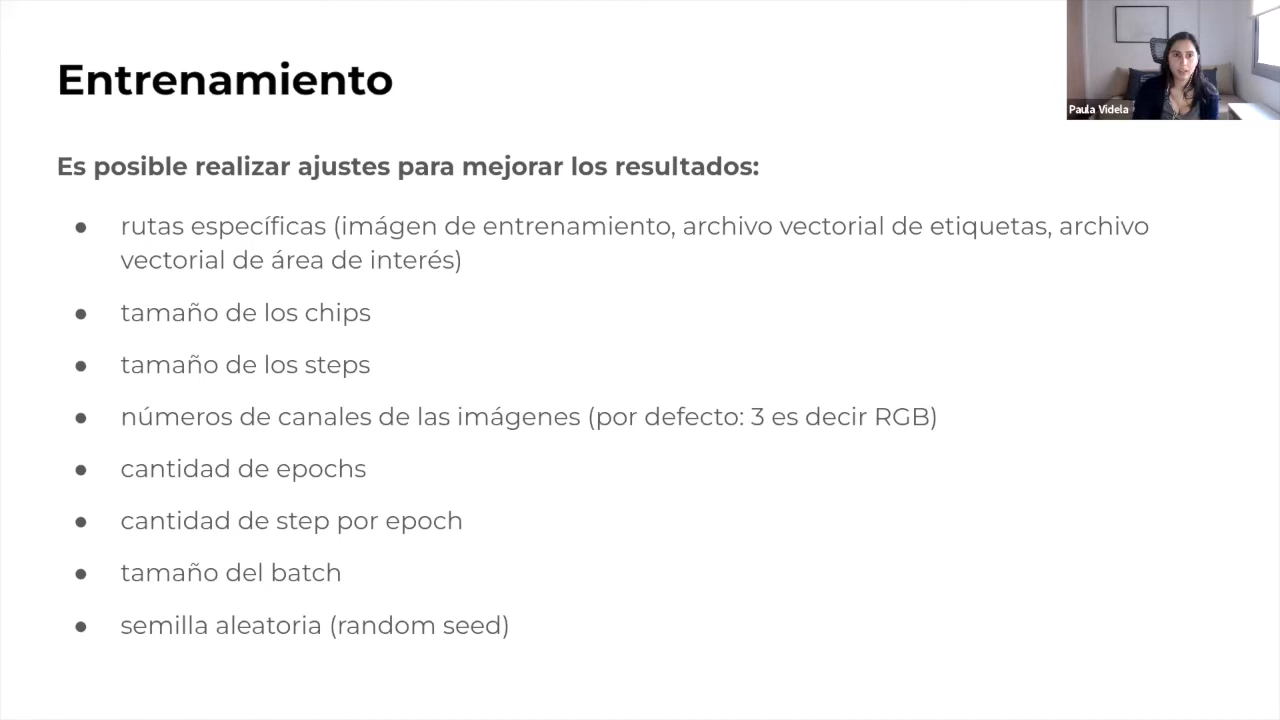 Entrenamiento
Paula Videla
Es posible realizar ajustes para mejorar los resultados:
● rutas específicas (imágen de entrenamiento, archivo vectorial de etiquetas, archivo
vectorial de área de interés)
● tamaño de los chips
● tamaño de los steps
● números de canales de las imágenes (por defecto: 3 es decir RGB)
● cantidad de epochs
● cantidad de step por epoch
● tamaño del batch
● semilla aleatoria (random seed)